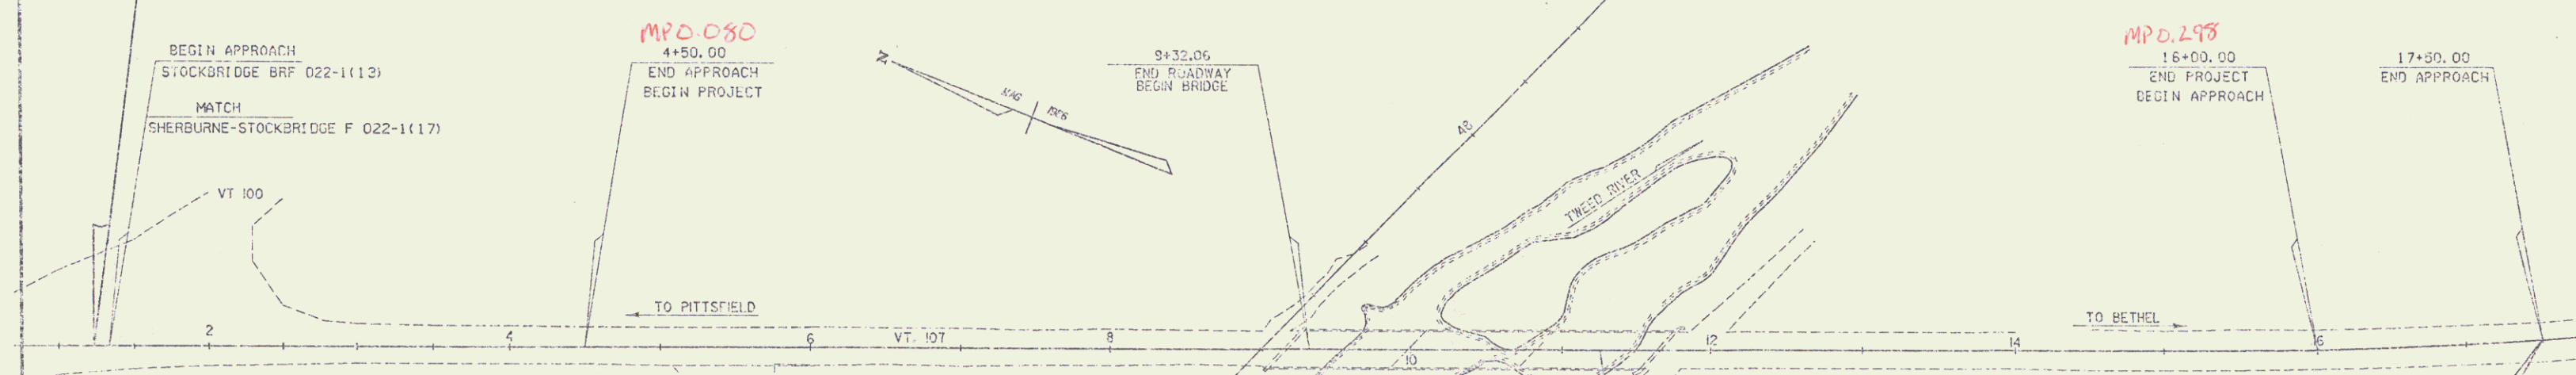 BEGIN APPROACH
STOCKBRIDGE BRF 022-1(13)
MATCH
SHERBURNE-STOCKBRIDGE F 022-1(17)
VT 100
MP 0.080
4+50.00
END APPROACH
BEGIN PROJECT
TO PITTSFIELD
N
MAG 1986
9+32.06
END ROADWAY
BEGIN BRIDGE
48
TWEED RIVER
MP 0.298
16+00.00
END PROJECT
BEGIN APPROACH
17+50.00
END APPROACH
TO BETHEL
2 4 6 VT. 107 8 10 12 14 16